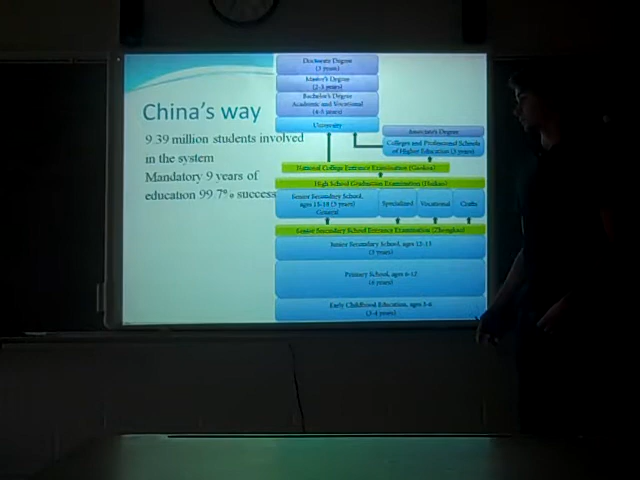 China's way
9.39 million students involved
in the system
Mandatory 9 years of
education 99.7% success
Doctorate Degree
(3 years)
Master's Degree
(2-3 years)
Bachelor's Degree
Academic and Vocational
(4-5 years)
University
Associate's Degree
Colleges and Professional Schools
of Higher Education (3 years)
National College Entrance Examination (Gaokao)
High School Graduation Examination (Huikao)
Senior Secondary School,
ages 15-18 (3 years)
General
Specialized
Vocational
Crafts
Senior Secondary School Entrance Examination (Zhongkao)
Junior Secondary School, ages 12-15
(3 years)
Primary School, ages 6-12
(6 years)
Early Childhood Education, ages 3-6
(3-4 years)